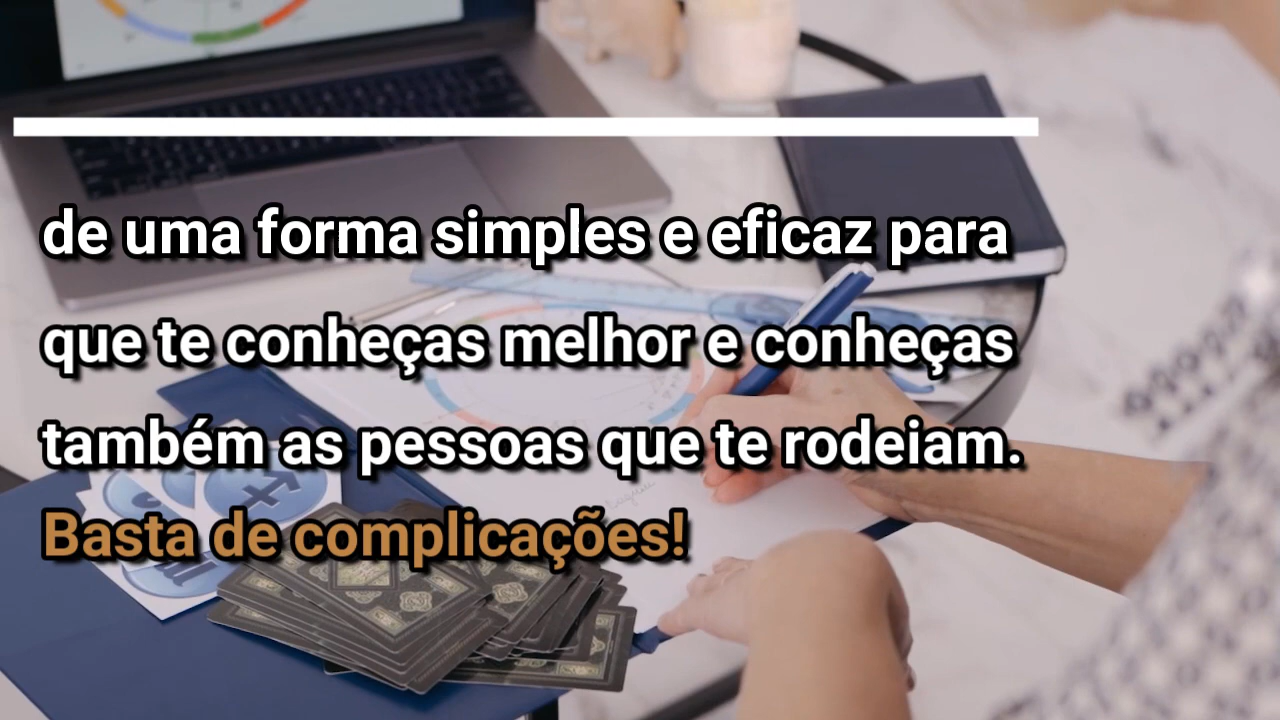 de uma forma simples e eficaz para
que te conheças melhor e conheças
também as pessoas que te rodeiam.
Basta de complicações!